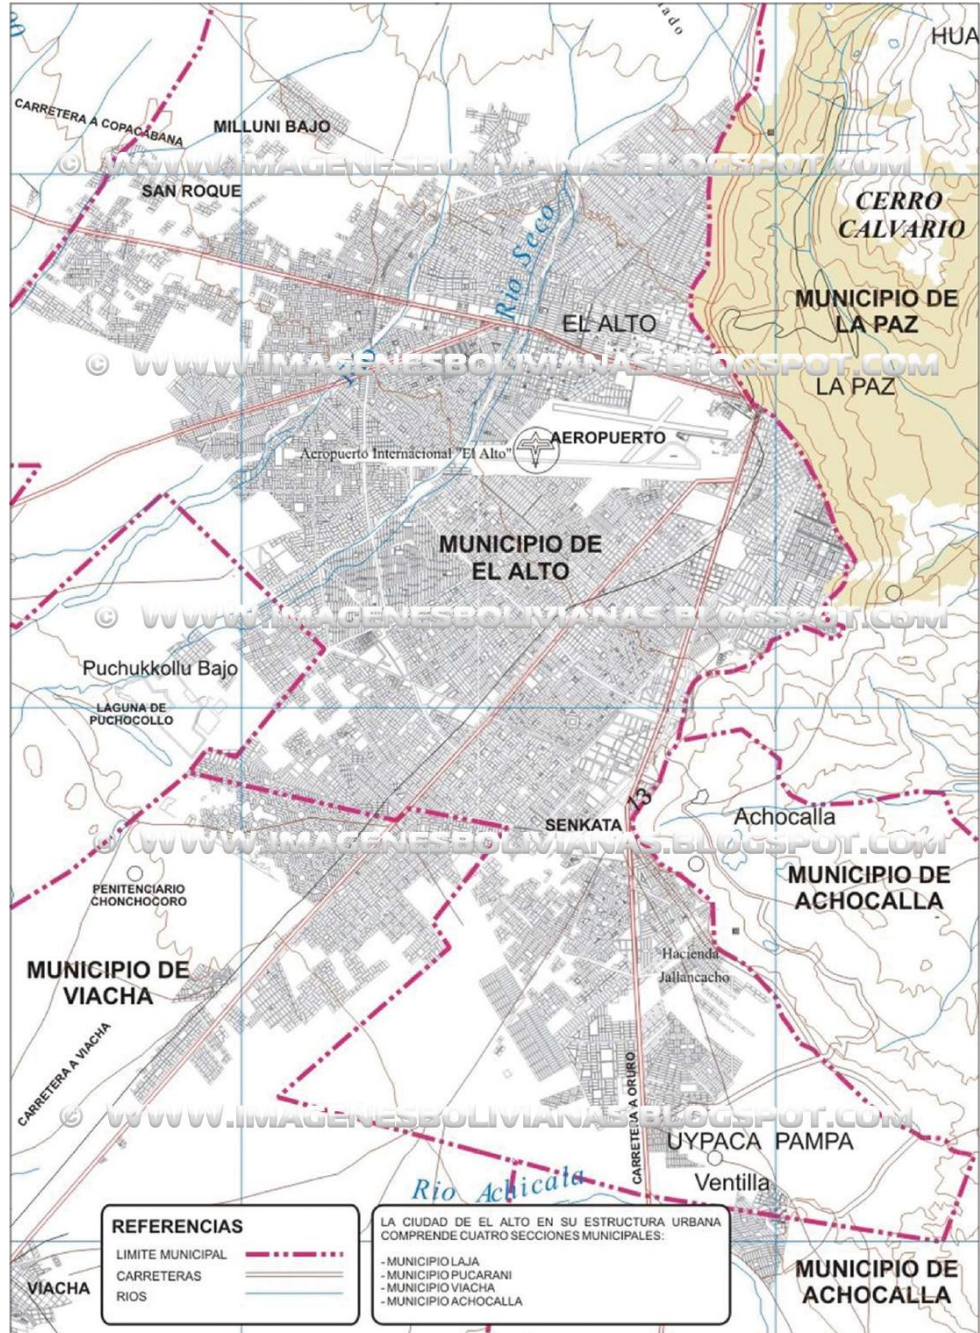 HUA
CARRETERA A COPACABANA
MILLUNI BAJO
© WWW.IMAGENESBOLIVIANAS.BLOGSPOT.COM
SAN ROQUE
CERRO
CALVARIO
Rio Seco
MUNICIPIO DE
LA PAZ
EL ALTO
© WWW.IMAGENESBOLIVIANAS.BLOGSPOT.COM
LA PAZ
AEROPUERTO
Aeropuerto Internacional "El Alto"
MUNICIPIO DE
EL ALTO
© WWW.IMAGENESBOLIVIANAS.BLOGSPOT.COM
Puchukkollu Bajo
LAGUNA DE
PUCHOCOLLO
13
SENKATA
Achocalla
© WWW.IMAGENESBOLIVIANAS.BLOGSPOT.COM
MUNICIPIO DE
ACHOCALLA
PENITENCIARIO
CHONCHOCORO
Hacienda
Jallancacho
MUNICIPIO DE
VIACHA
CARRETERA A VIACHA
CARRETERA A ORURO
© WWW.IMAGENESBOLIVIANAS.BLOGSPOT.COM
UYPACA PAMPA
Ventilla
Rio Achicala
REFERENCIAS
LIMITE MUNICIPAL
CARRETERAS
RIOS
LA CIUDAD DE EL ALTO EN SU ESTRUCTURA URBANA
COMPRENDE CUATRO SECCIONES MUNICIPALES:
- MUNICIPIO LAJA
- MUNICIPIO PUCARANI
- MUNICIPIO VIACHA
- MUNICIPIO ACHOCALLA
VIACHA
MUNICIPIO DE
ACHOCALLA